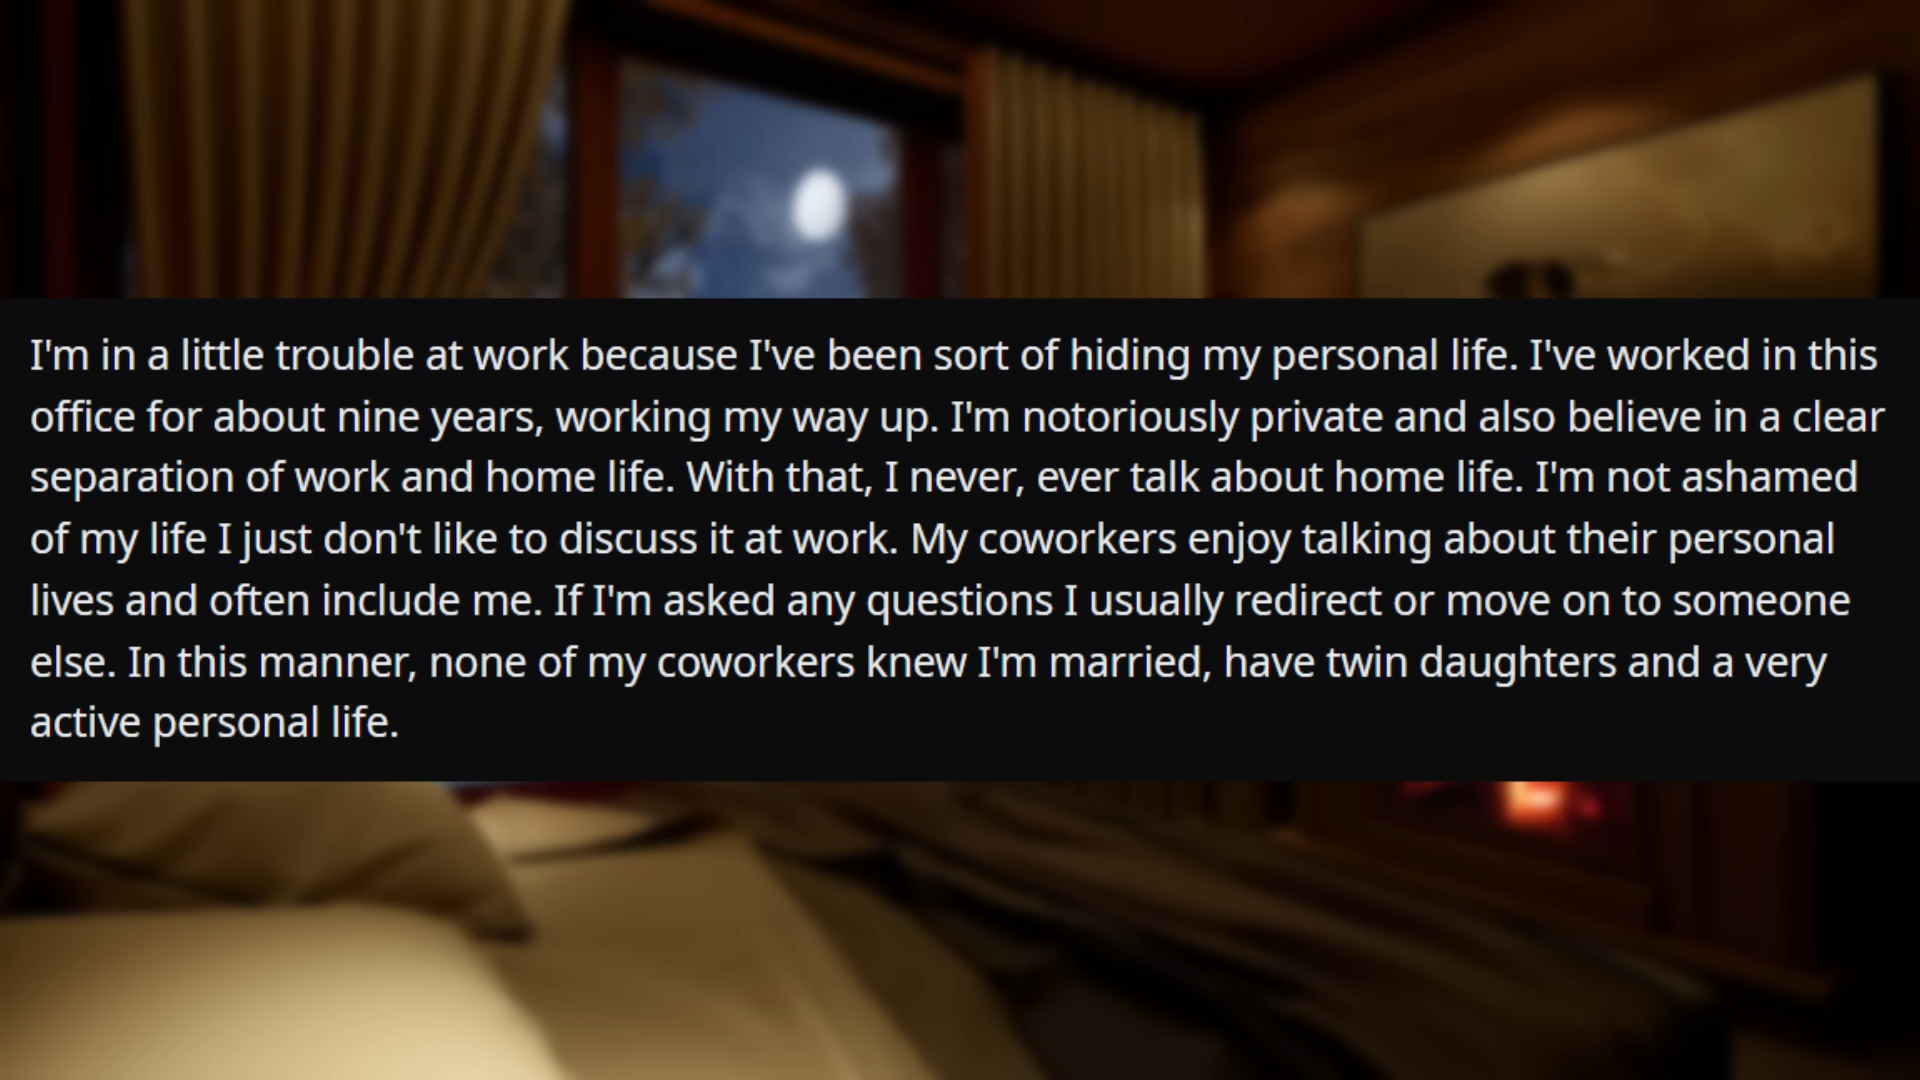 I'm in a little trouble at work because I've been sort of hiding my personal life. I've worked in this
office for about nine years, working my way up. I'm notoriously private and also believe in a clear
separation of work and home life. With that, I never, ever talk about home life. I'm not ashamed
of my life I just don't like to discuss it at work. My coworkers enjoy talking about their personal
lives and often include me. If I'm asked any questions I usually redirect or move on to someone
else. In this manner, none of my coworkers knew I'm married, have twin daughters and a very
active personal life.